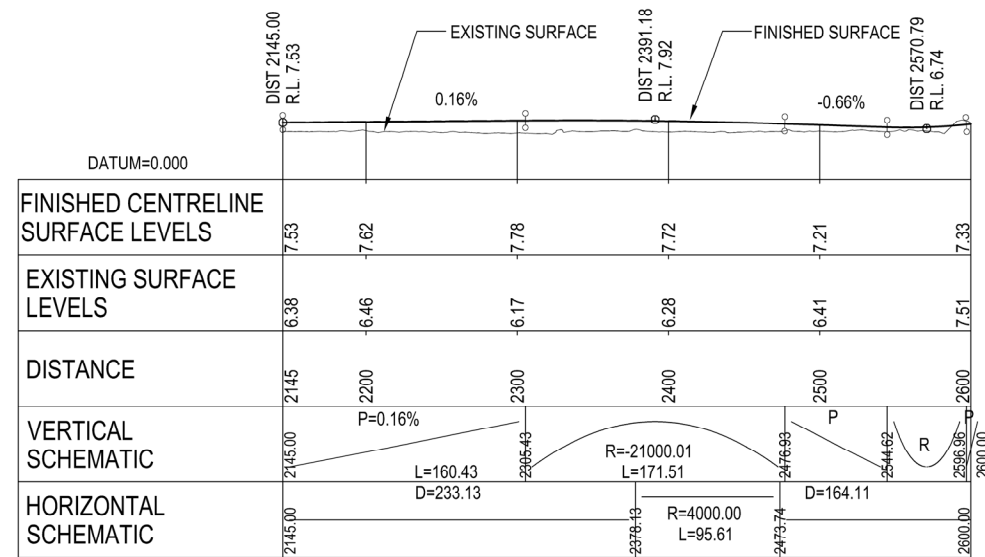 DIST 2145.00
R.L. 7.53
EXISTING SURFACE
0.16%
DIST 2391.18
R.L. 7.92
FINISHED SURFACE
-0.66%
DIST 2570.79
R.L. 6.74
DATUM=0.000
FINISHED CENTRELINE
SURFACE LEVELS
7.53
7.62
7.78
7.72
7.21
7.33
EXISTING SURFACE
LEVELS
6.38
6.46
6.17
6.28
6.41
7.51
DISTANCE
2145
2200
2300
2400
2500
2600
VERTICAL
SCHEMATIC
2145.00
P=0.16%
L=160.43
2305.43
R=-21000.01
L=171.51
2476.93
P
2544.62
R
2596.96
P
2600.00
HORIZONTAL
SCHEMATIC
2145.00
D=233.13
2378.13
R=4000.00
L=95.61
2473.74
D=164.11
2600.00